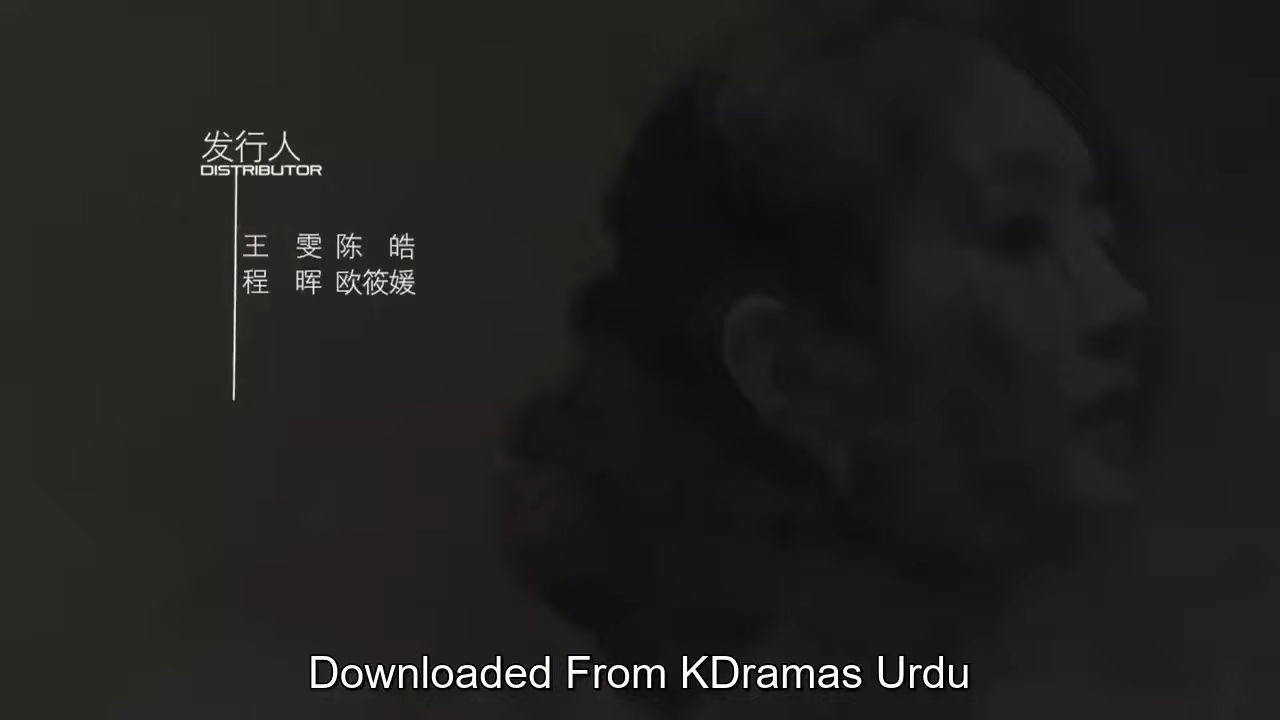 发行人
DISTRIBUTOR
王 雯 陈 皓
程 晖 欧筱媛
Downloaded From KDramas Urdu